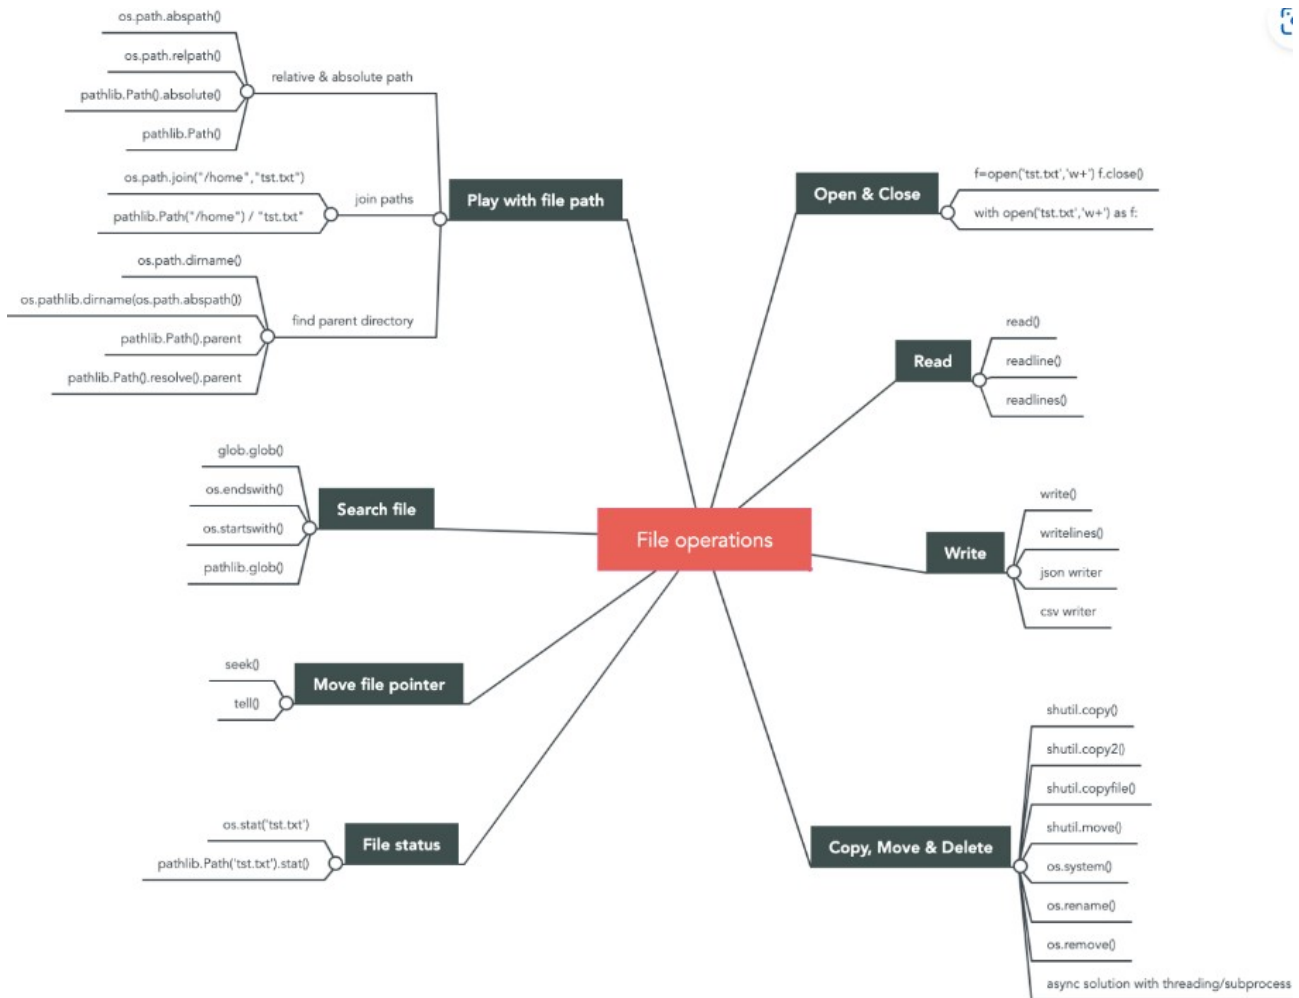 os.path.abspath()
os.path.relpath()
pathlib.Path().absolute()
pathlib.Path()
relative & absolute path
os.path.join("/home","tst.txt")
pathlib.Path("/home") / "tst.txt"
join paths
os.path.dirname()
os.pathlib.dirname(os.path.abspath())
pathlib.Path().parent
pathlib.Path().resolve().parent
find parent directory
Play with file path
glob.glob()
os.endswith()
os.startswith()
pathlib.glob()
Search file
seek()
tell()
Move file pointer
os.stat('tst.txt')
pathlib.Path('tst.txt').stat()
File status
File operations
Open & Close
f=open('tst.txt','w+') f.close()
with open('tst.txt','w+') as f:
Read
read()
readline()
readlines()
Write
write()
writelines()
json writer
csv writer
Copy, Move & Delete
shutil.copy()
shutil.copy2()
shutil.copyfile()
shutil.move()
os.system()
os.rename()
os.remove()
async solution with threading/subprocess